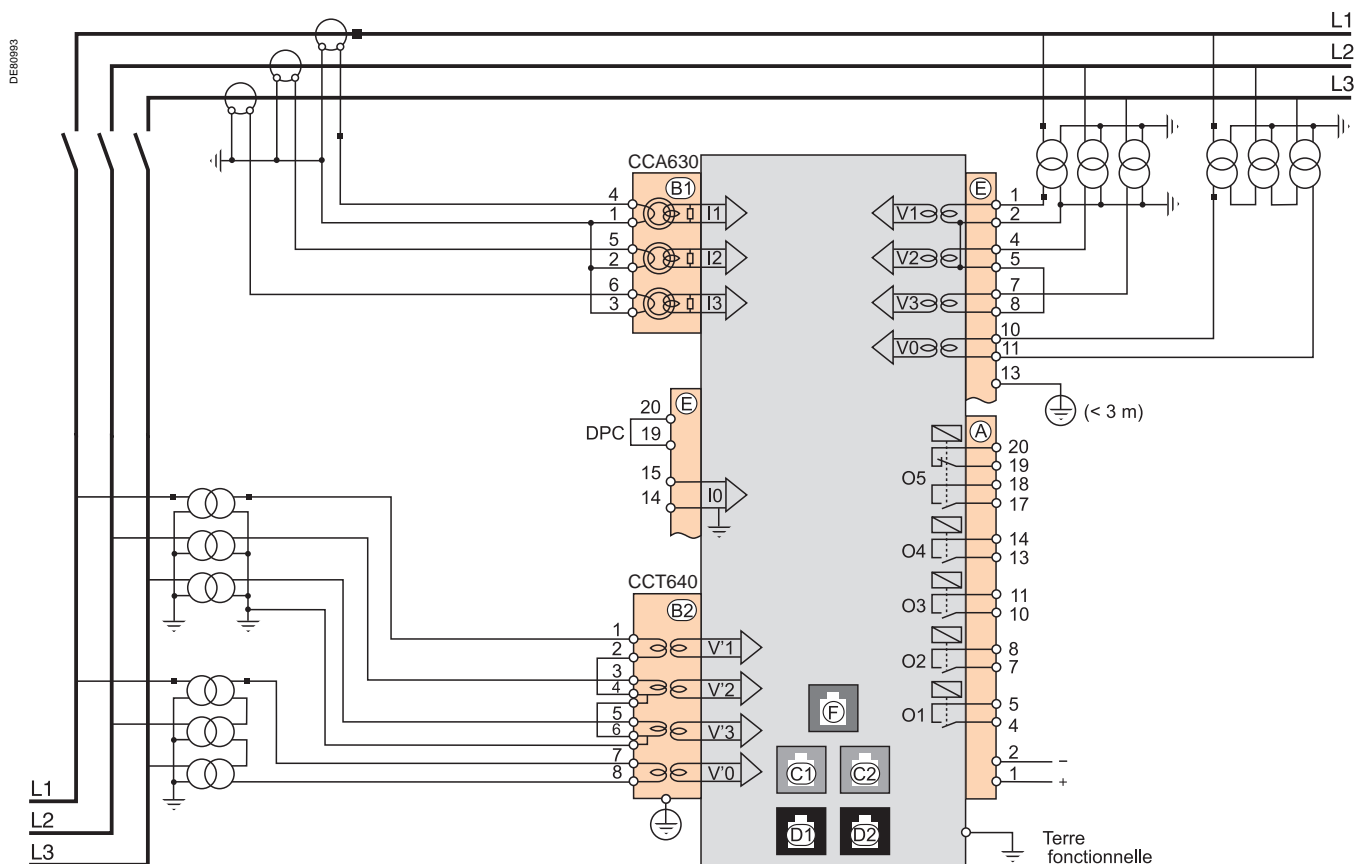 DE80993
L1
L2
L3
CCA630
B1
4
1
I1
5
2
I2
6
3
I3
E
V1
1
2
V2
4
5
V3
7
8
V0
10
11
13
(< 3 m)
E
20
DPC
19
15
14
I0
A
20
O5
19
18
17
O4
14
13
O3
11
10
O2
8
7
O1
5
4
2 –
1 +
CCT640
B2
1
2
V'1
3
4
V'2
5
6
V'3
7
8
V'0
F
C1
C2
D1
D2
L1
L2
L3
Terre
fonctionnelle